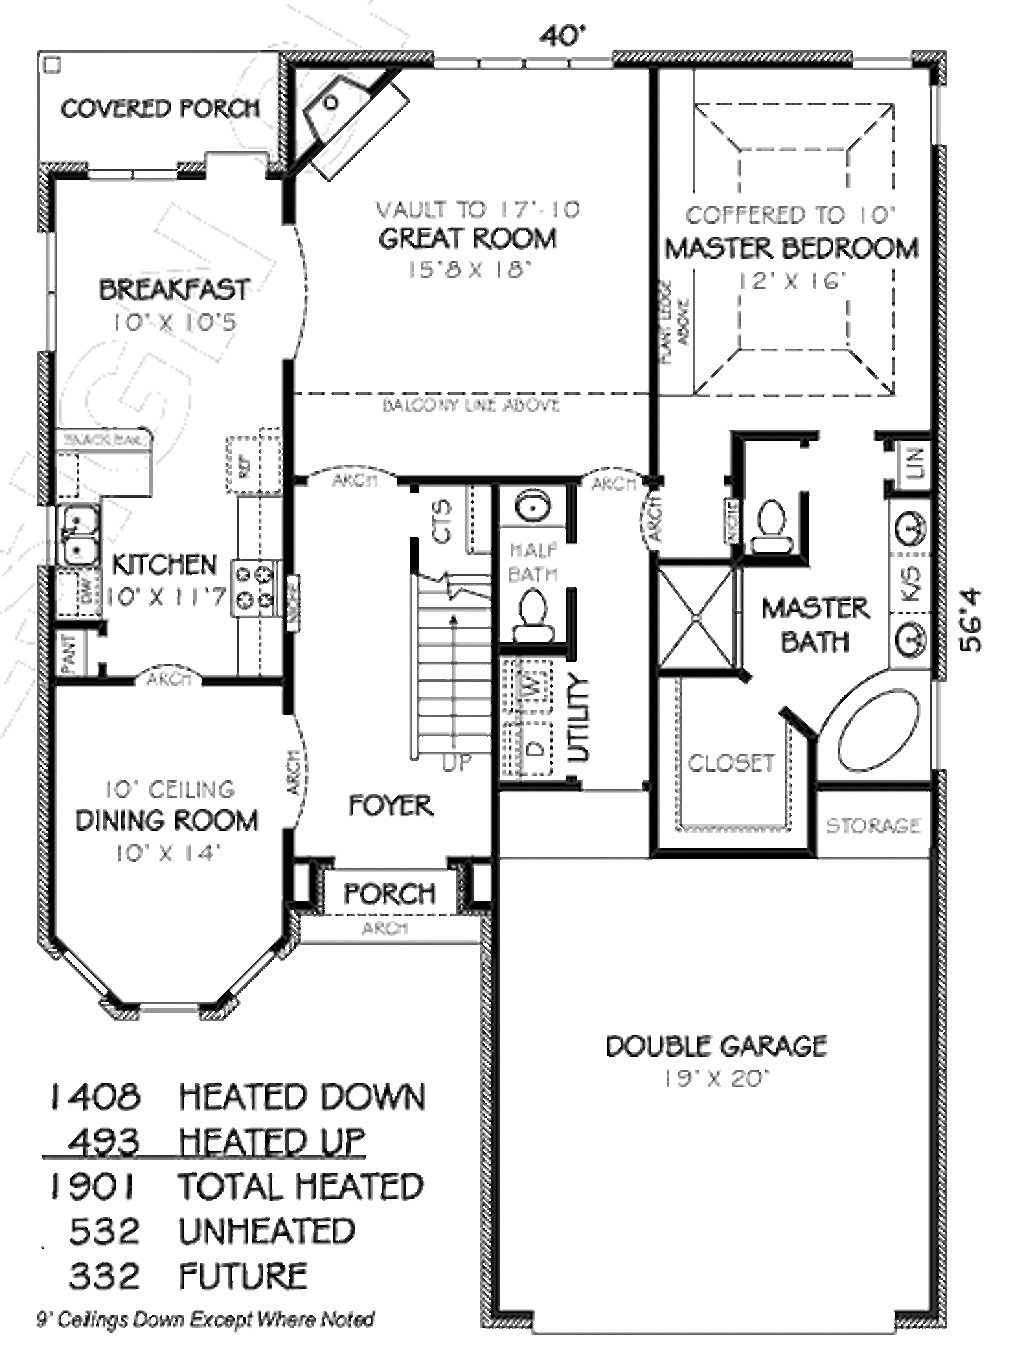 40'
COVERED PORCH
VAULT TO 17'-10
GREAT ROOM
15'8 X 18'
COFFERED TO 10'
MASTER BEDROOM
12' X 16'
PLANT LEDGE
ABOVE
BREAKFAST
10' X 10'5
BALCONY LINE ABOVE
SNACK BAR
REF
ARCH
ARCH
ARCH
LIN
CTS
NICHE
HALF
BATH
KITCHEN
10' X 11'7
DW
NICHE
K/S
MASTER
BATH
56'4
PANT
ARCH
W
D
UTILITY
UP
CLOSET
ARCH
10' CEILING
DINING ROOM
10' X 14'
FOYER
STORAGE
PORCH
ARCH
DOUBLE GARAGE
19' X 20'
1408 HEATED DOWN
493 HEATED UP
1901 TOTAL HEATED
532 UNHEATED
332 FUTURE
9' Ceilings Down Except Where Noted